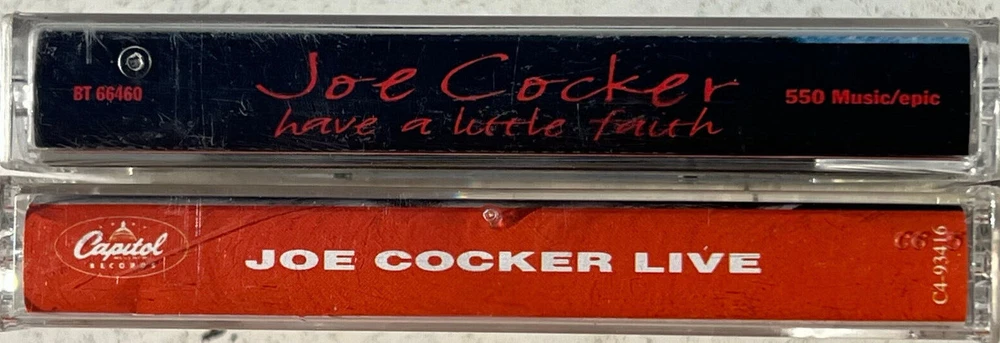 BT 66460
Joe Cocker
have a little faith
550 Music/epic
Capitol
RECORDS
JOE COCKER LIVE
C4-93416